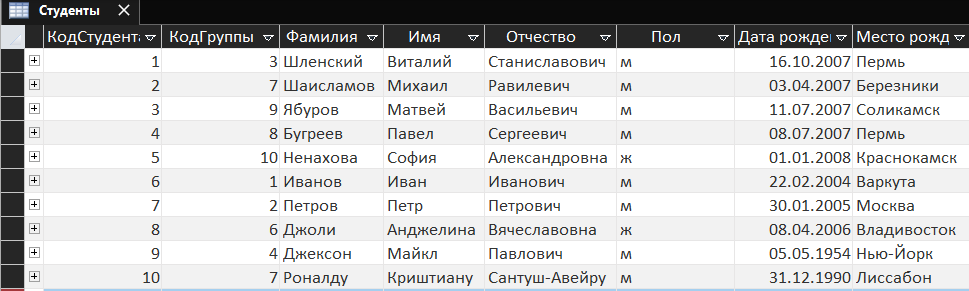 Студенты
КодСтудента КодГруппы Фамилия Имя Отчество Пол Дата рожден Место рожд
1 3 Шленский Виталий Станиславович м 16.10.2007 Пермь
2 7 Шаисламов Михаил Равилевич м 03.04.2007 Березники
3 9 Ябуров Матвей Васильевич м 11.07.2007 Соликамск
4 8 Бугреев Павел Сергеевич м 08.07.2007 Пермь
5 10 Ненахова София Александровна ж 01.01.2008 Краснокамск
6 1 Иванов Иван Иванович м 22.02.2004 Варкута
7 2 Петров Петр Петрович м 30.01.2005 Москва
8 6 Джоли Анджелина Вячеславовна ж 08.04.2006 Владивосток
9 4 Джексон Майкл Павлович м 05.05.1954 Нью-Йорк
10 7 Роналду Криштиану Сантуш-Авейру м 31.12.1990 Лиссабон